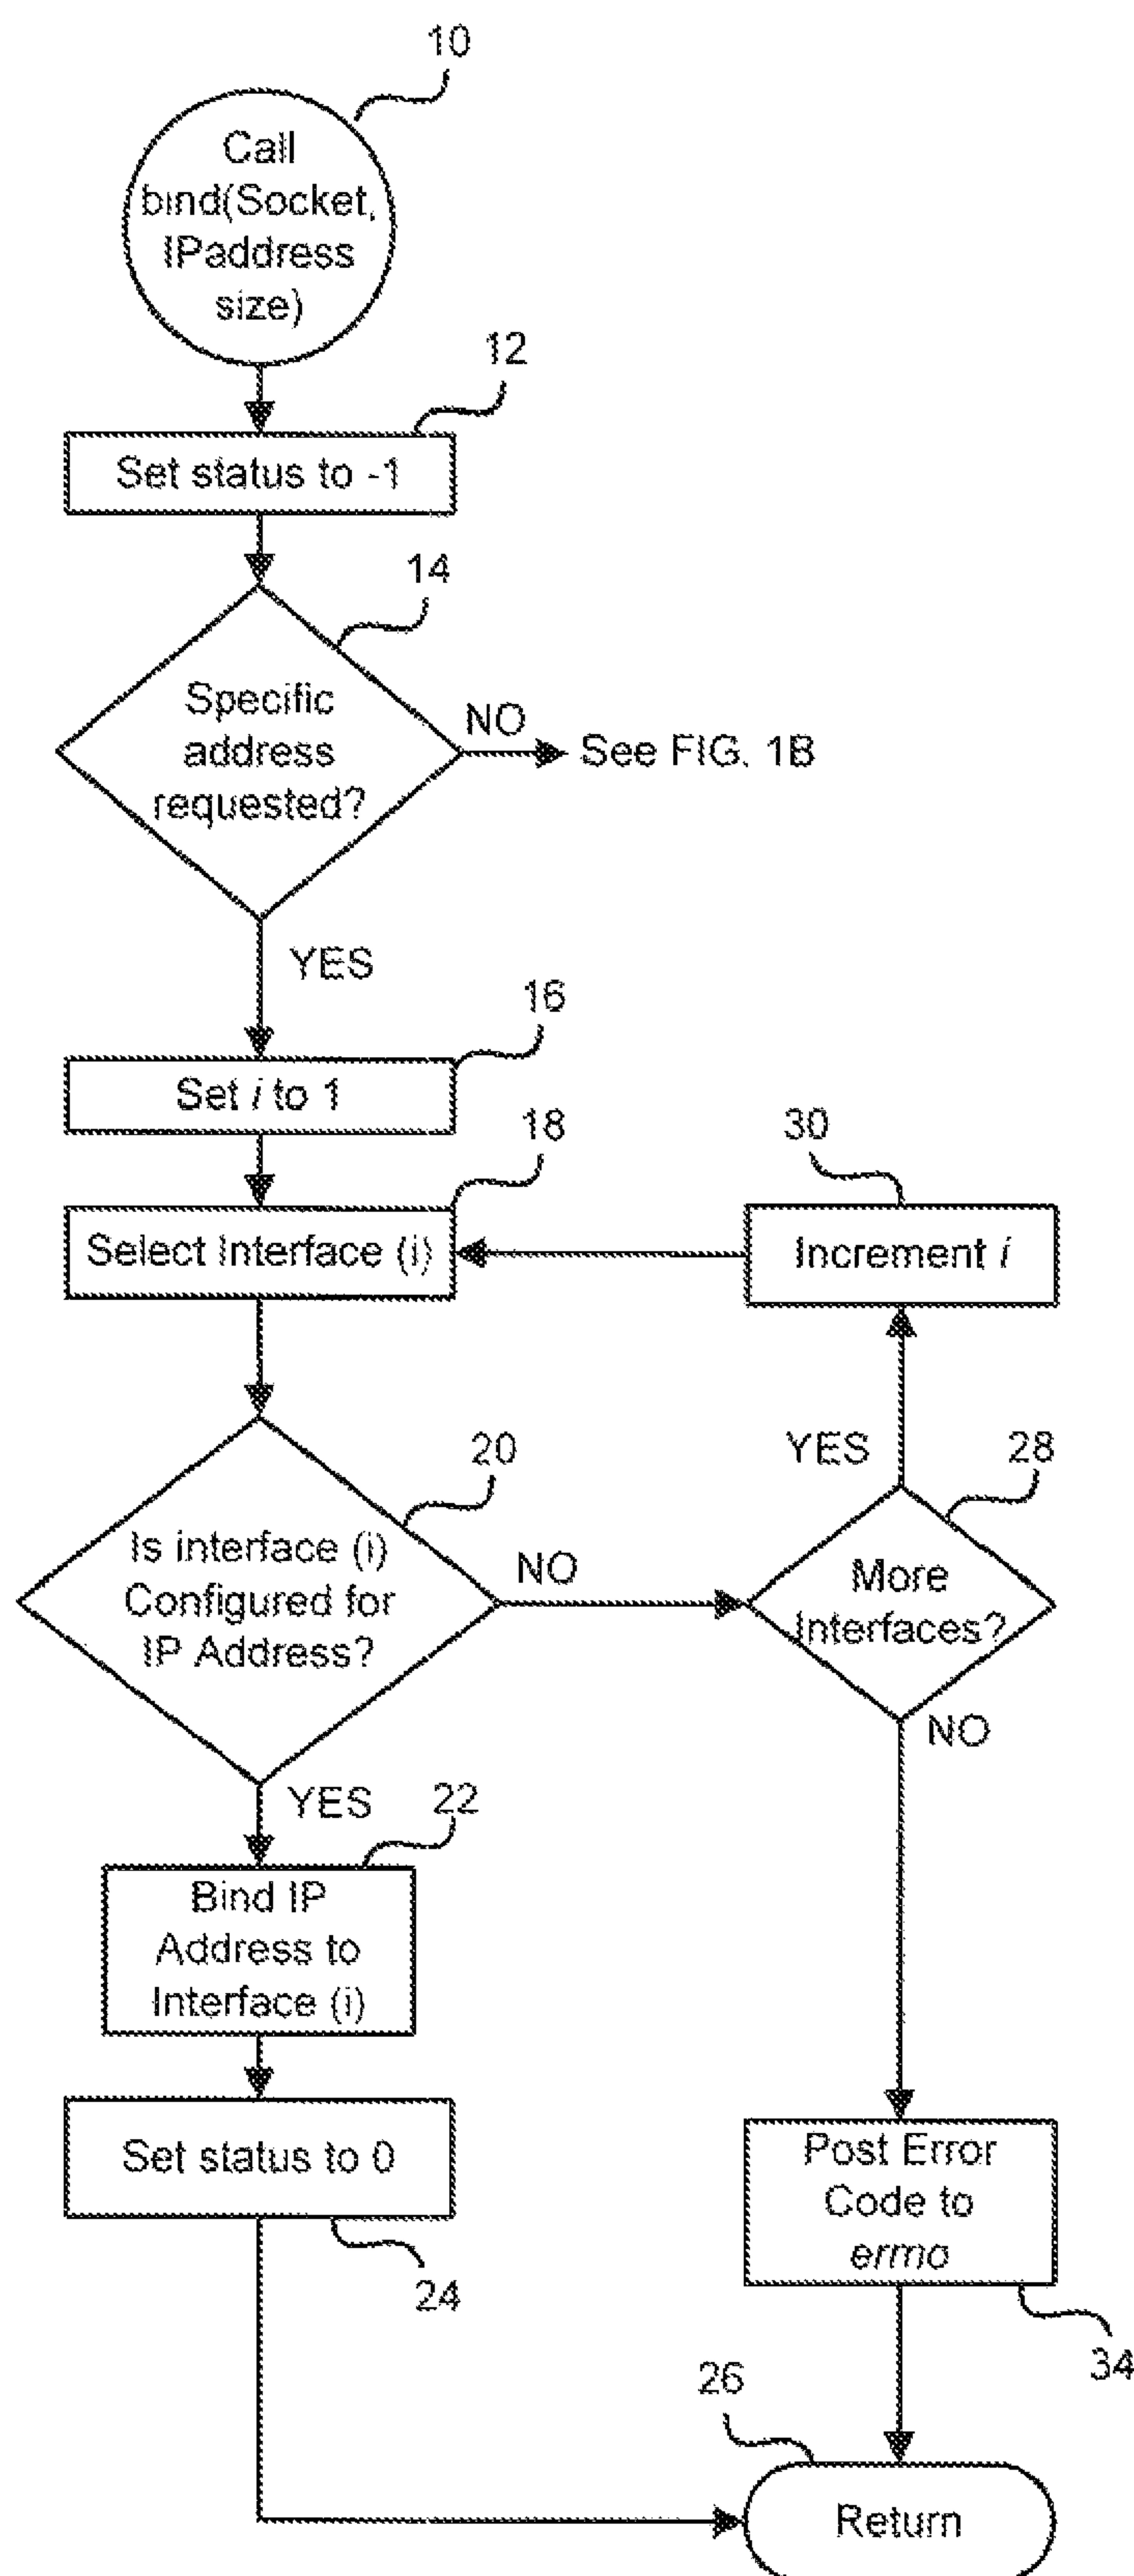 10
Call
bind(Socket,
IPaddress
size)
12
Set status to -1
14
Specific
address
requested?
NO
See FIG. 1B
YES
16
Set i to 1
18
Select Interface (i)
30
Increment i
20
Is interface (i)
Configured for
IP Address?
NO
YES
28
More
Interfaces?
NO
YES
22
Bind IP
Address to
Interface (i)
Set status to 0
24
Post Error
Code to
errno
34
26
Return